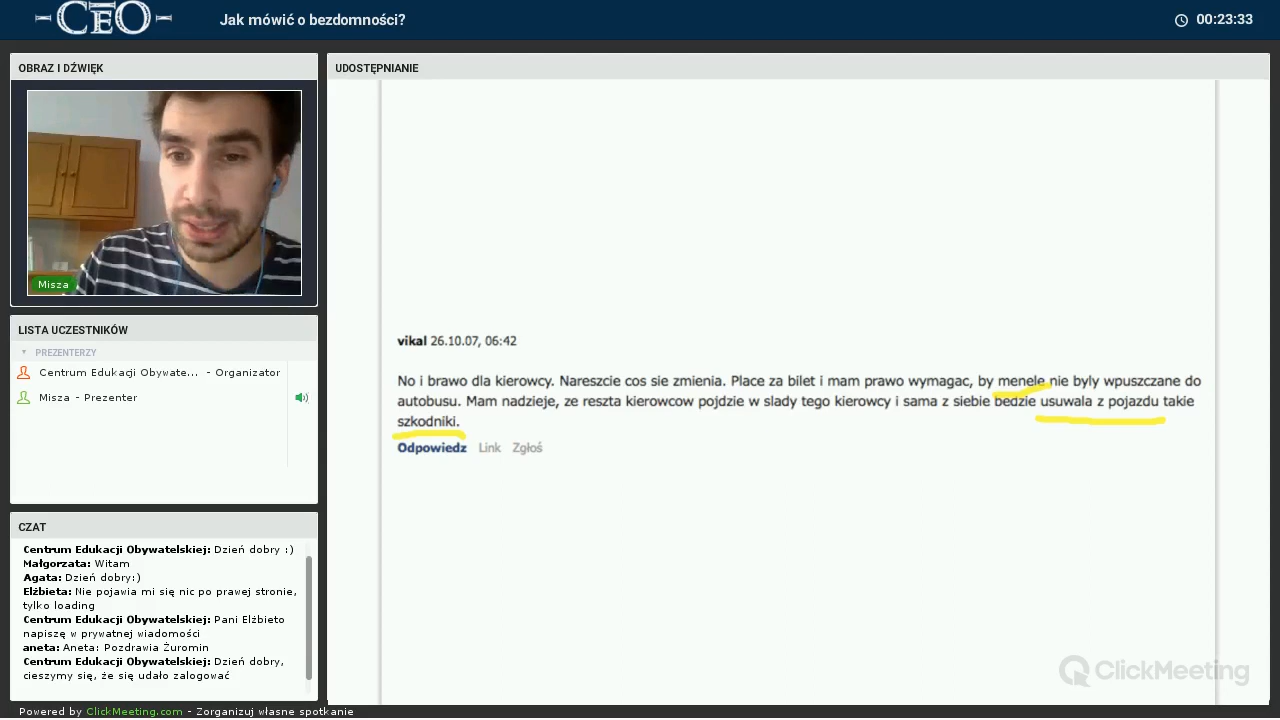 CEO
Jak mówić o bezdomności?
00:23:33
OBRAZ I DŹWIĘK
Misza
LISTA UCZESTNIKÓW
PREZENTERZY
Centrum Edukacji Obywate... - Organizator
Misza - Prezenter
CZAT
Centrum Edukacji Obywatelskiej: Dzień dobry :)
Małgorzata: Witam
Agata: Dzień dobry:)
Elżbieta: Nie pojawia mi się nic po prawej stronie,
tylko loading
Centrum Edukacji Obywatelskiej: Pani Elżbieto
napiszę w prywatnej wiadomości
aneta: Aneta: Pozdrawia Żuromin
Centrum Edukacji Obywatelskiej: Dzień dobry,
cieszymy się, że się udało zalogować
UDOSTĘPNIANIE
vikal 26.10.07, 06:42
No i brawo dla kierowcy. Nareszcie cos sie zmienia. Place za bilet i mam prawo wymagac, by menele nie byly wpuszczane do
autobusu. Mam nadzieje, ze reszta kierowcow pojdzie w slady tego kierowcy i sama z siebie bedzie usuwala z pojazdu takie
szkodniki.
Odpowiedz Link Zgłoś
ClickMeeting
Powered by ClickMeeting.com - Zorganizuj własne spotkanie